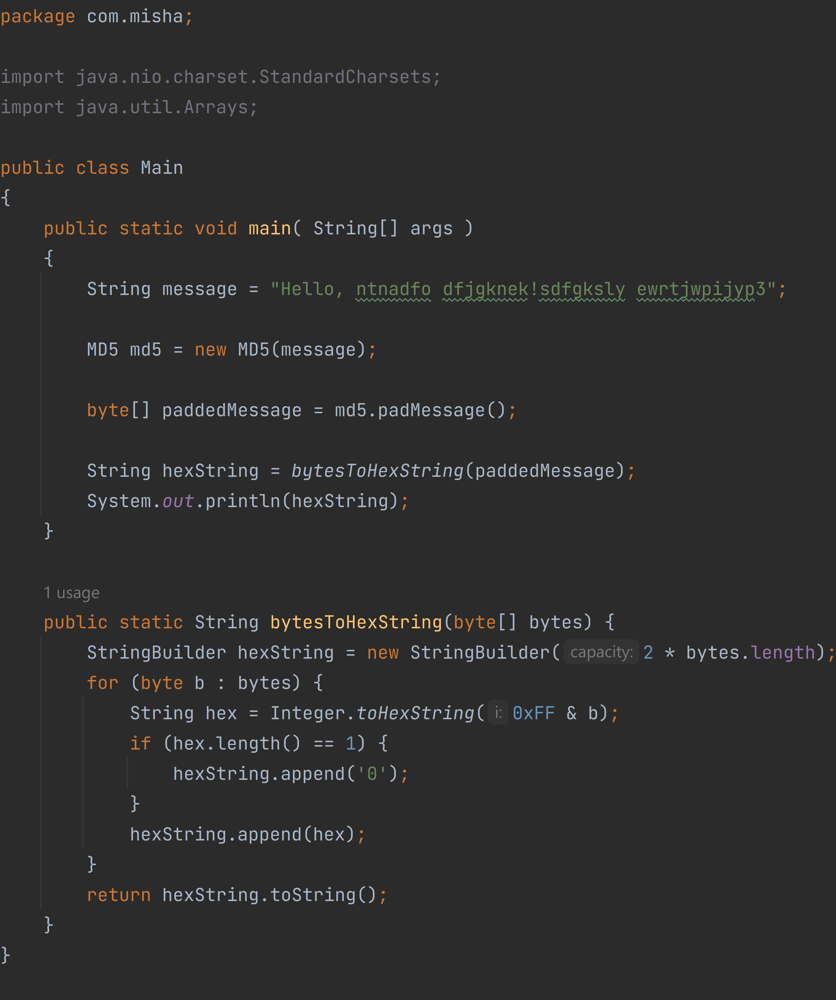 package com.misha;
import java.nio.charset.StandardCharsets;
import java.util.Arrays;
public class Main
{
public static void main( String[] args )
{
String message = "Hello, ntnadfo dfjgknek!sdfgksly ewrtjwpijyp3";
MD5 md5 = new MD5(message);
byte[] paddedMessage = md5.padMessage();
String hexString = bytesToHexString(paddedMessage);
System.out.println(hexString);
}
1 usage
public static String bytesToHexString(byte[] bytes) {
StringBuilder hexString = new StringBuilder( capacity: 2 * bytes.length);
for (byte b : bytes) {
String hex = Integer.toHexString( i: 0xFF & b);
if (hex.length() == 1) {
hexString.append('0');
}
hexString.append(hex);
}
return hexString.toString();
}
}